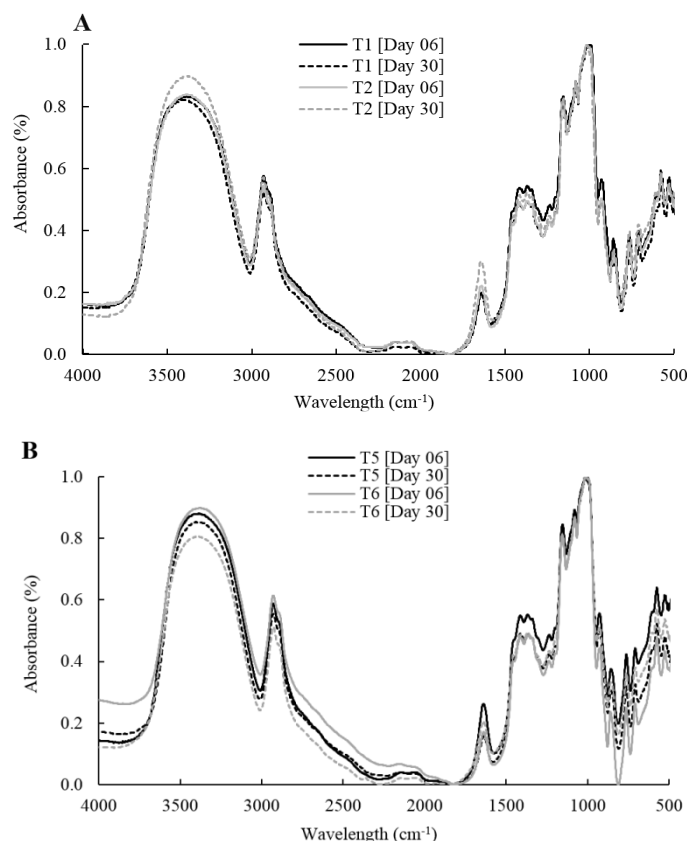 A
T1 [Day 06]
T1 [Day 30]
T2 [Day 06]
T2 [Day 30]
1.0
0.8
0.6
0.4
0.2
0.0
Absorbance (%)
4000 3500 3000 2500 2000 1500 1000 500
Wavelength (cm⁻¹)
B
T5 [Day 06]
T5 [Day 30]
T6 [Day 06]
T6 [Day 30]
1.0
0.8
0.6
0.4
0.2
0.0
Absorbance (%)
4000 3500 3000 2500 2000 1500 1000 500
Wavelength (cm⁻¹)